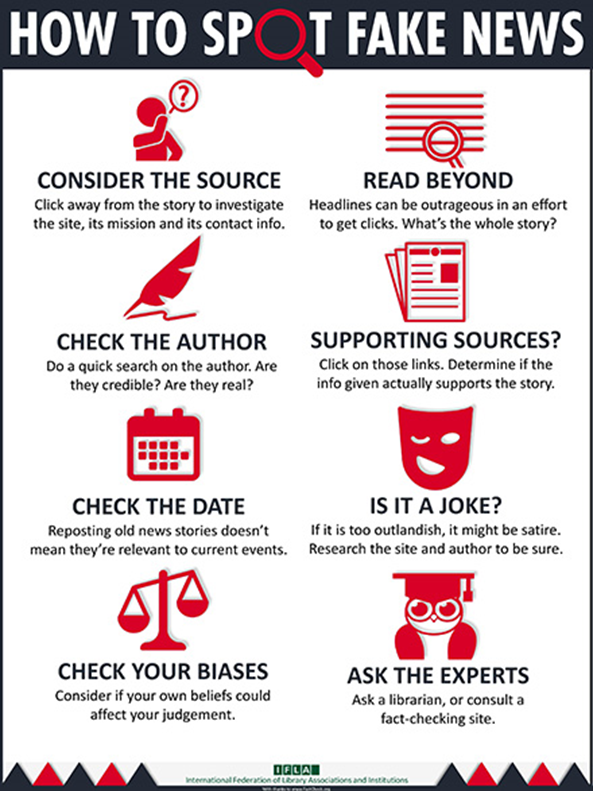 HOW TO SPOT FAKE NEWS
?
CONSIDER THE SOURCE
Click away from the story to investigate
the site, its mission and its contact info.
READ BEYOND
Headlines can be outrageous in an effort
to get clicks. What's the whole story?
CHECK THE AUTHOR
Do a quick search on the author. Are
they credible? Are they real?
SUPPORTING SOURCES?
Click on those links. Determine if the
info given actually supports the story.
CHECK THE DATE
Reposting old news stories doesn't
mean they're relevant to current events.
IS IT A JOKE?
If it is too outlandish, it might be satire.
Research the site and author to be sure.
CHECK YOUR BIASES
Consider if your own beliefs could
affect your judgement.
ASK THE EXPERTS
Ask a librarian, or consult a
fact-checking site.
IFLA
International Federation of Library Associations and Institutions
With thanks to www.FactCheck.org